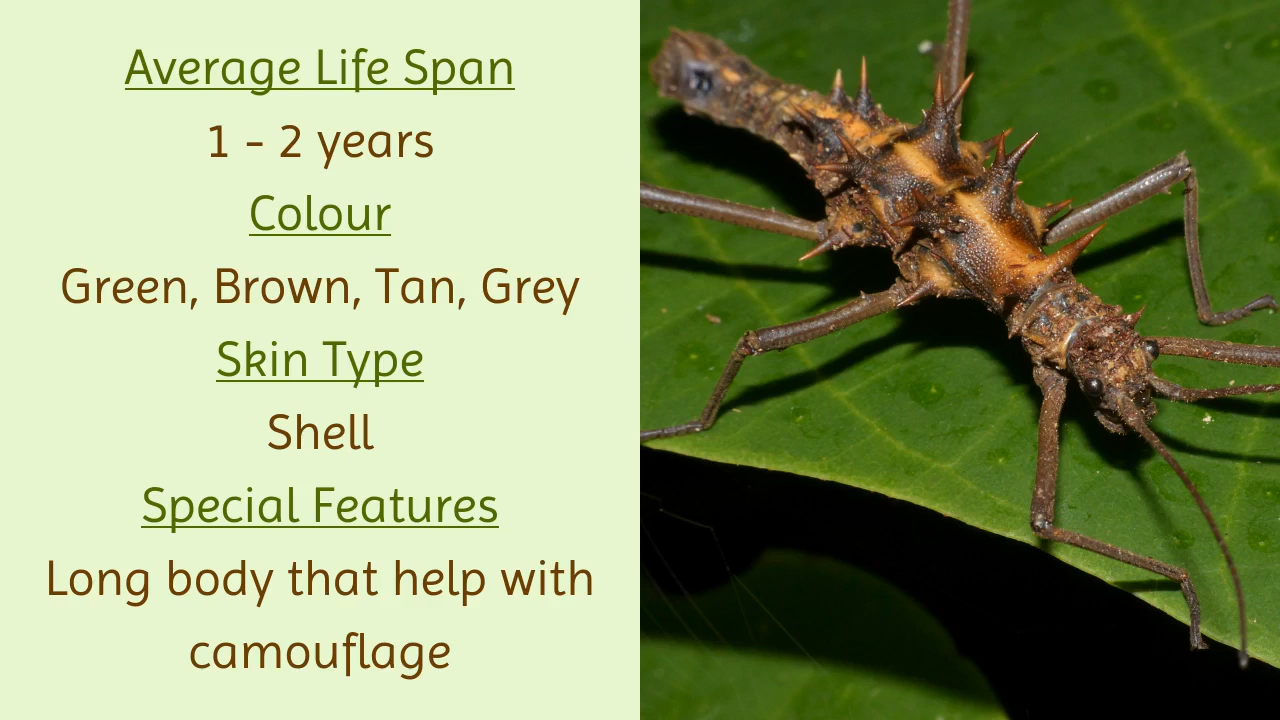 Average Life Span
1 - 2 years
Colour
Green, Brown, Tan, Grey
Skin Type
Shell
Special Features
Long body that help with
camouflage